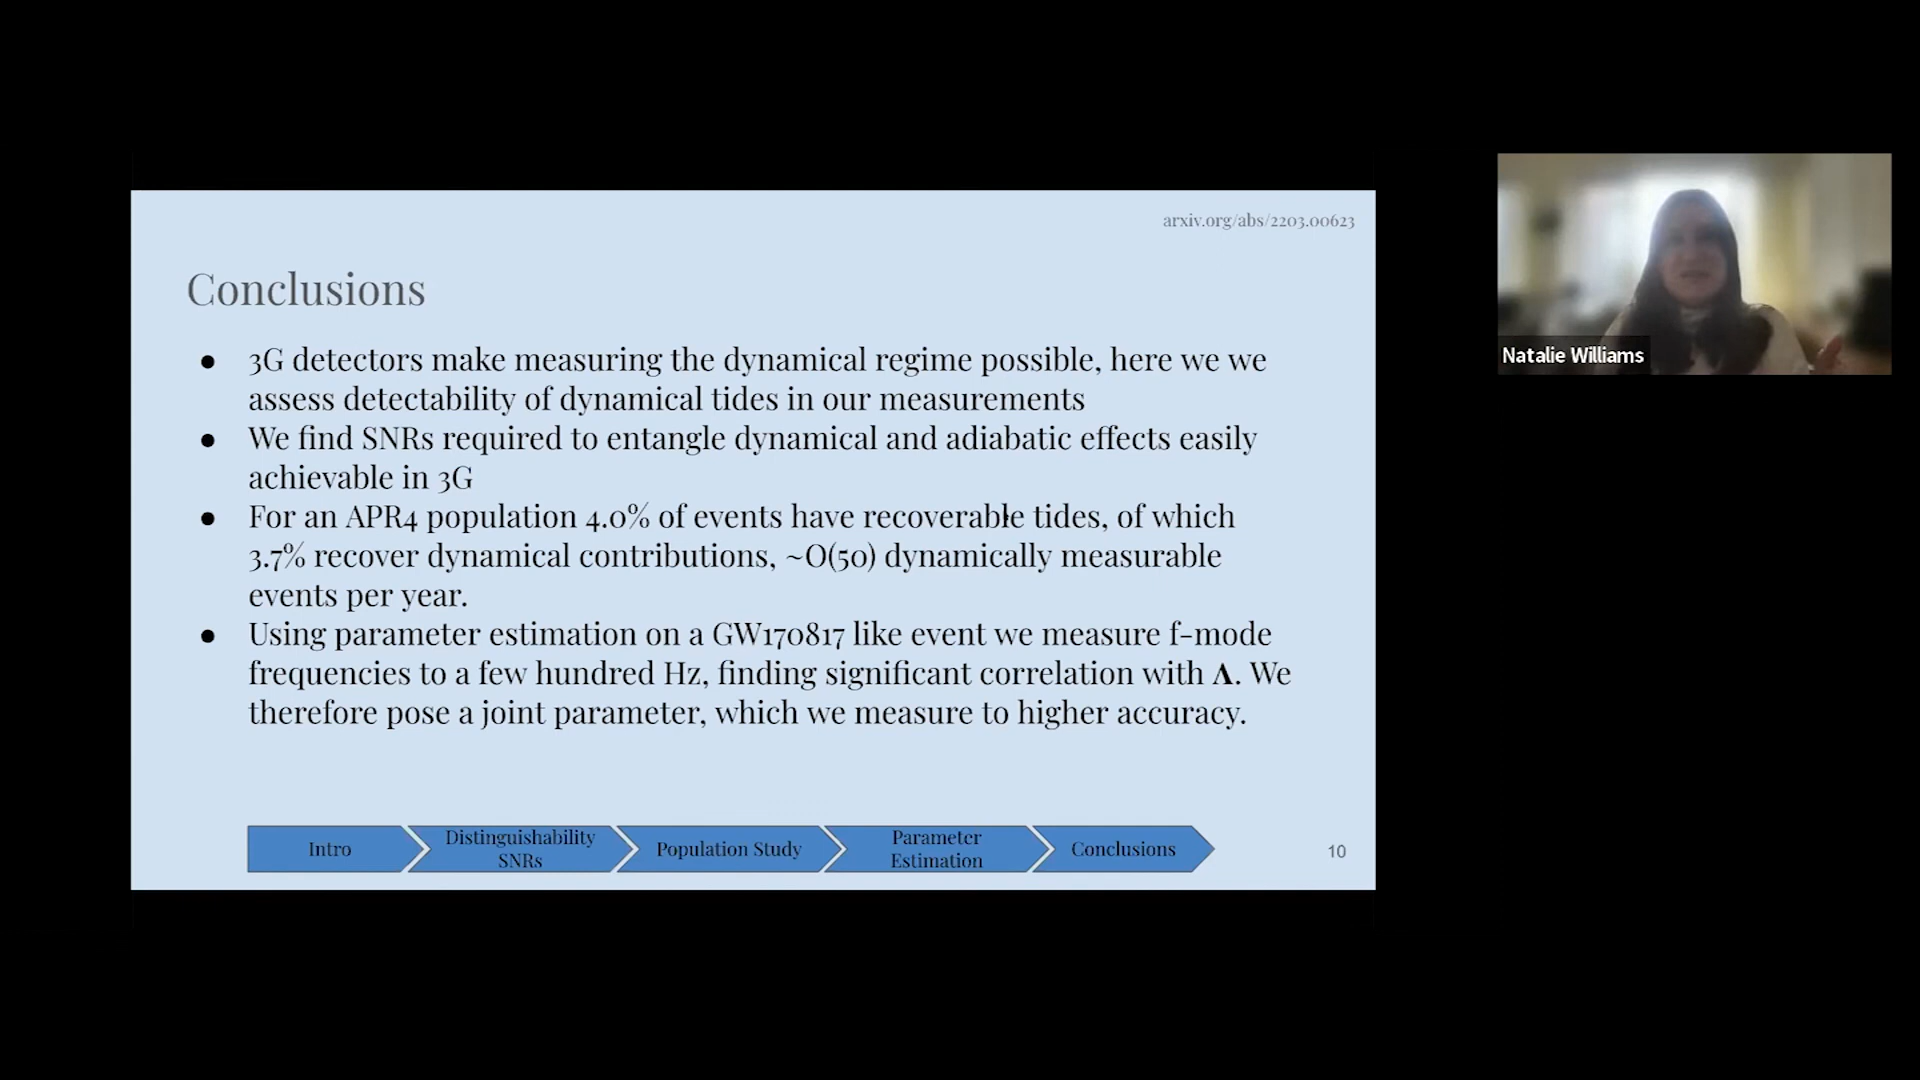 arxiv.org/abs/2203.00623
Conclusions
● 3G detectors make measuring the dynamical regime possible, here we we
assess detectability of dynamical tides in our measurements
● We find SNRs required to entangle dynamical and adiabatic effects easily
achievable in 3G
● For an APR4 population 4.0% of events have recoverable tides, of which
3.7% recover dynamical contributions, ~O(50) dynamically measurable
events per year.
● Using parameter estimation on a GW170817 like event we measure f-mode
frequencies to a few hundred Hz, finding significant correlation with Λ. We
therefore pose a joint parameter, which we measure to higher accuracy.
Intro
Distinguishability
SNRs
Population Study
Parameter
Estimation
Conclusions
10
Natalie Williams